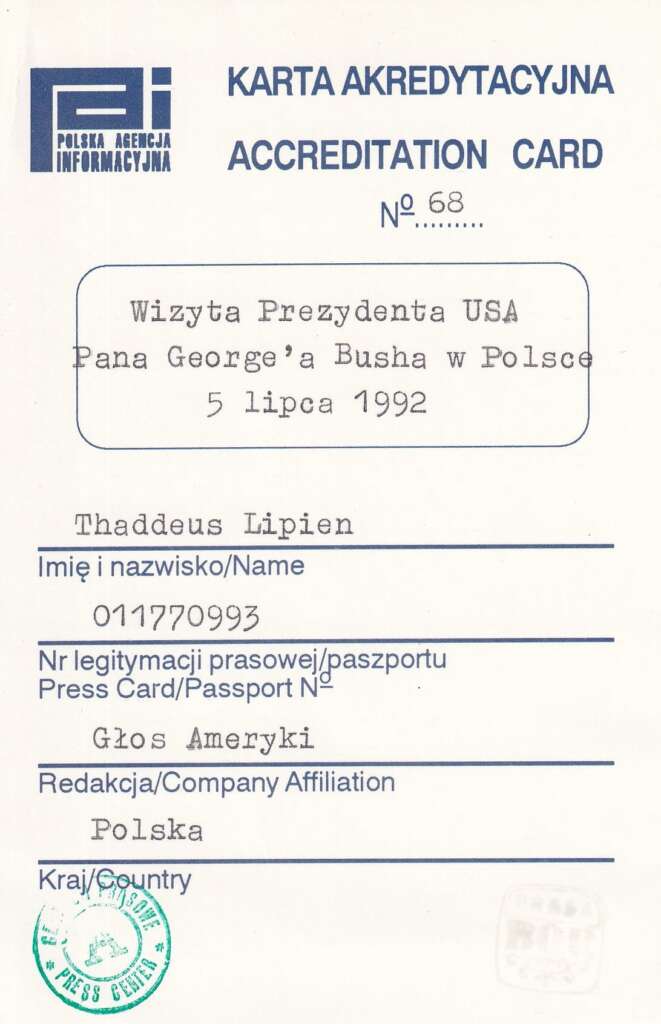 pai
POLSKA AGENCJA
INFORMACYJNA
KARTA AKREDYTACYJNA
ACCREDITATION CARD
Nº 68
Wizyta Prezydenta USA
Pana George'a Busha w Polsce
5 lipca 1992
Thaddeus Lipien
Imię i nazwisko/Name
011770993
Nr legitymacji prasowej/paszportu
Press Card/Passport Nº
Głos Ameryki
Redakcja/Company Affiliation
Polska
Kraj/Country
PRASOWE
* PRESS CENTER *